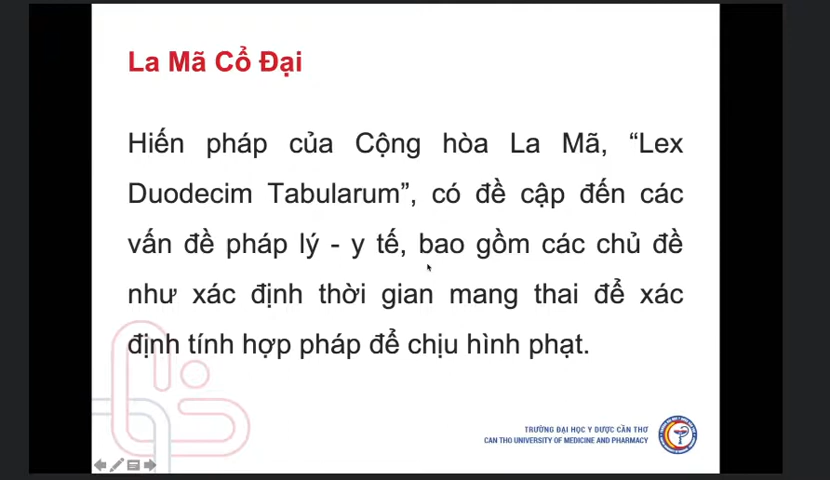 La Mã Cổ Đại
Hiến pháp của Cộng hòa La Mã, “Lex
Duodecim Tabularum”, có đề cập đến các
vấn đề pháp lý - y tế, bao gồm các chủ đề
như xác định thời gian mang thai để xác
định tính hợp pháp để chịu hình phạt.
TRƯỜNG ĐẠI HỌC Y DƯỢC CẦN THƠ
CAN THO UNIVERSITY OF MEDICINE AND PHARMACY